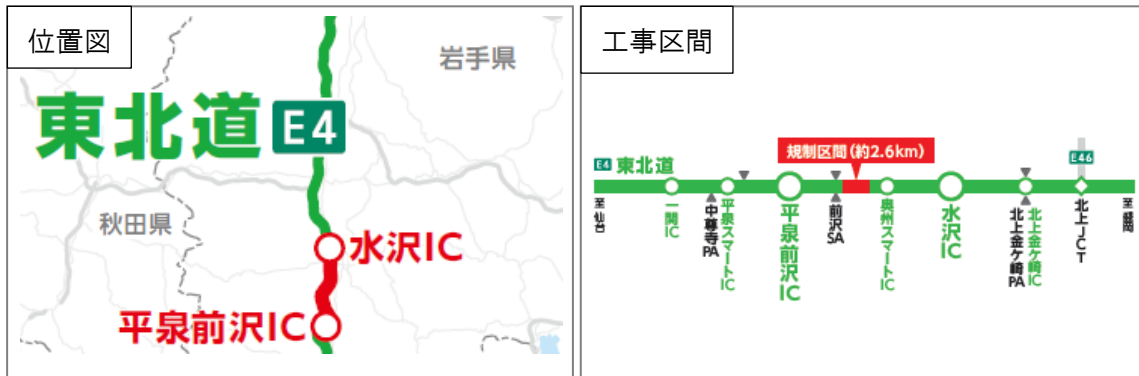 位置図
岩手県
東北道 E4
秋田県
水沢IC
平泉前沢IC
工事区間
規制区間(約2.6km)
E4 東北道
E46
至仙台
一関IC
中尊寺PA
平泉スマートIC
平泉前沢IC
前沢SA
奥州スマートIC
水沢IC
北上金ケ崎PA
北上金ケ崎IC
北上JCT
至盛岡